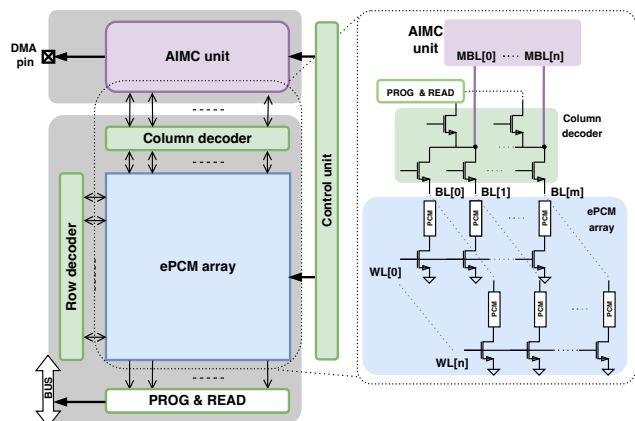 DMA
pin
AIMC unit
Column decoder
Row decoder
ePCM array
Control unit
BUS
PROG & READ
AIMC
unit
MBL[0]
MBL[n]
PROG & READ
Column
decoder
BL[0]
BL[1]
BL[m]
PCM
PCM
PCM
ePCM
array
WL[0]
PCM
PCM
PCM
WL[n]